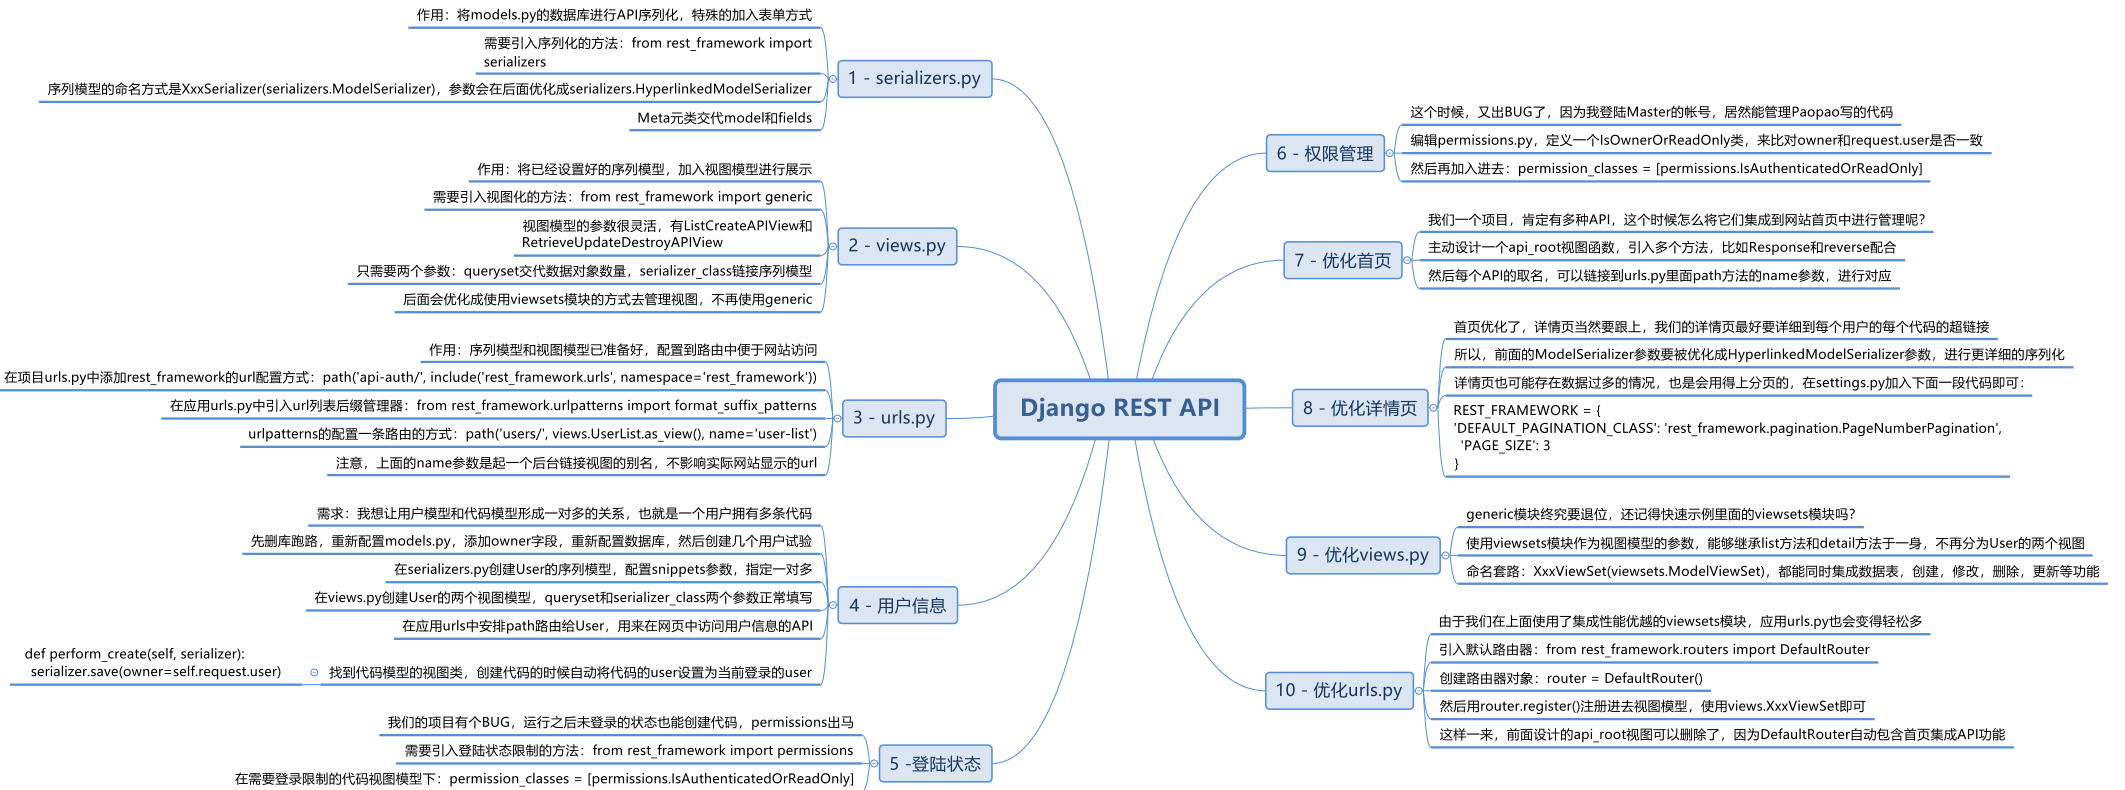 Django REST API
1 - serializers.py
作用：将models.py的数据库进行API序列化，特殊的加入表单方式
需要引入序列化的方法：from rest_framework import
serializers
序列模型的命名方式是XxxSerializer(serializers.ModelSerializer)，参数会在后面优化成serializers.HyperlinkedModelSerializer
Meta元类交代model和fields
2 - views.py
作用：将已经设置好的序列模型，加入视图模型进行展示
需要引入视图化的方法：from rest_framework import generic
视图模型的参数很灵活，有ListCreateAPIView和
RetrieveUpdateDestroyAPIView
只需要两个参数：queryset交代数据对象数量，serializer_class链接序列模型
后面会优化成使用viewsets模块的方式去管理视图，不再使用generic
3 - urls.py
作用：序列模型和视图模型已准备好，配置到路由中便于网站访问
在项目urls.py中添加rest_framework的url配置方式：path('api-auth/', include('rest_framework.urls', namespace='rest_framework'))
在应用urls.py中引入url列表后缀管理器：from rest_framework.urlpatterns import format_suffix_patterns
urlpatterns的配置一条路由的方式：path('users/', views.UserList.as_view(), name='user-list')
注意，上面的name参数是起一个后台链接视图的别名，不影响实际网站显示的url
4 - 用户信息
需求：我想让用户模型和代码模型形成一对多的关系，也就是一个用户拥有多条代码
先删库跑路，重新配置models.py，添加owner字段，重新配置数据库，然后创建几个用户试验
在serializers.py创建User的序列模型，配置snippets参数，指定一对多
在views.py创建User的两个视图模型，queryset和serializer_class两个参数正常填写
在应用urls中安排path路由给User，用来在网页中访问用户信息的API
找到代码模型的视图类，创建代码的时候自动将代码的user设置为当前登录的user
def perform_create(self, serializer):
serializer.save(owner=self.request.user)
5 -登陆状态
我们的项目有个BUG，运行之后未登录的状态也能创建代码，permissions出马
需要引入登陆状态限制的方法：from rest_framework import permissions
在需要登录限制的代码视图模型下：permission_classes = [permissions.IsAuthenticatedOrReadOnly]
6 - 权限管理
这个时候，又出BUG了，因为我登陆Master的帐号，居然能管理Paopao写的代码
编辑permissions.py，定义一个IsOwnerOrReadOnly类，来比对owner和request.user是否一致
然后再加入进去：permission_classes = [permissions.IsAuthenticatedOrReadOnly]
7 - 优化首页
我们一个项目，肯定有多种API，这个时候怎么将它们集成到网站首页中进行管理呢？
主动设计一个api_root视图函数，引入多个方法，比如Response和reverse配合
然后每个API的取名，可以链接到urls.py里面path方法的name参数，进行对应
8 - 优化详情页
首页优化了，详情页当然要跟上，我们的详情页最好要详细到每个用户的每个代码的超链接
所以，前面的ModelSerializer参数要被优化成HyperlinkedModelSerializer参数，进行更详细的序列化
详情页也可能存在数据过多的情况，也是会用得上分页的，在settings.py加入下面一段代码即可：
REST_FRAMEWORK = {
'DEFAULT_PAGINATION_CLASS': 'rest_framework.pagination.PageNumberPagination',
'PAGE_SIZE': 3
}
9 - 优化views.py
generic模块终究要退位，还记得快速示例里面的viewsets模块吗？
使用viewsets模块作为视图模型的参数，能够继承list方法和detail方法于一身，不再分为User的两个视图
命名套路：XxxViewSet(viewsets.ModelViewSet)，都能同时集成数据表，创建，修改，删除，更新等功能
10 - 优化urls.py
由于我们在上面使用了集成性能优越的viewsets模块，应用urls.py也会变得轻松多
引入默认路由器：from rest_framework.routers import DefaultRouter
创建路由器对象：router = DefaultRouter()
然后用router.register()注册进去视图模型，使用views.XxxViewSet即可
这样一来，前面设计的api_root视图可以删除了，因为DefaultRouter自动包含首页集成API功能